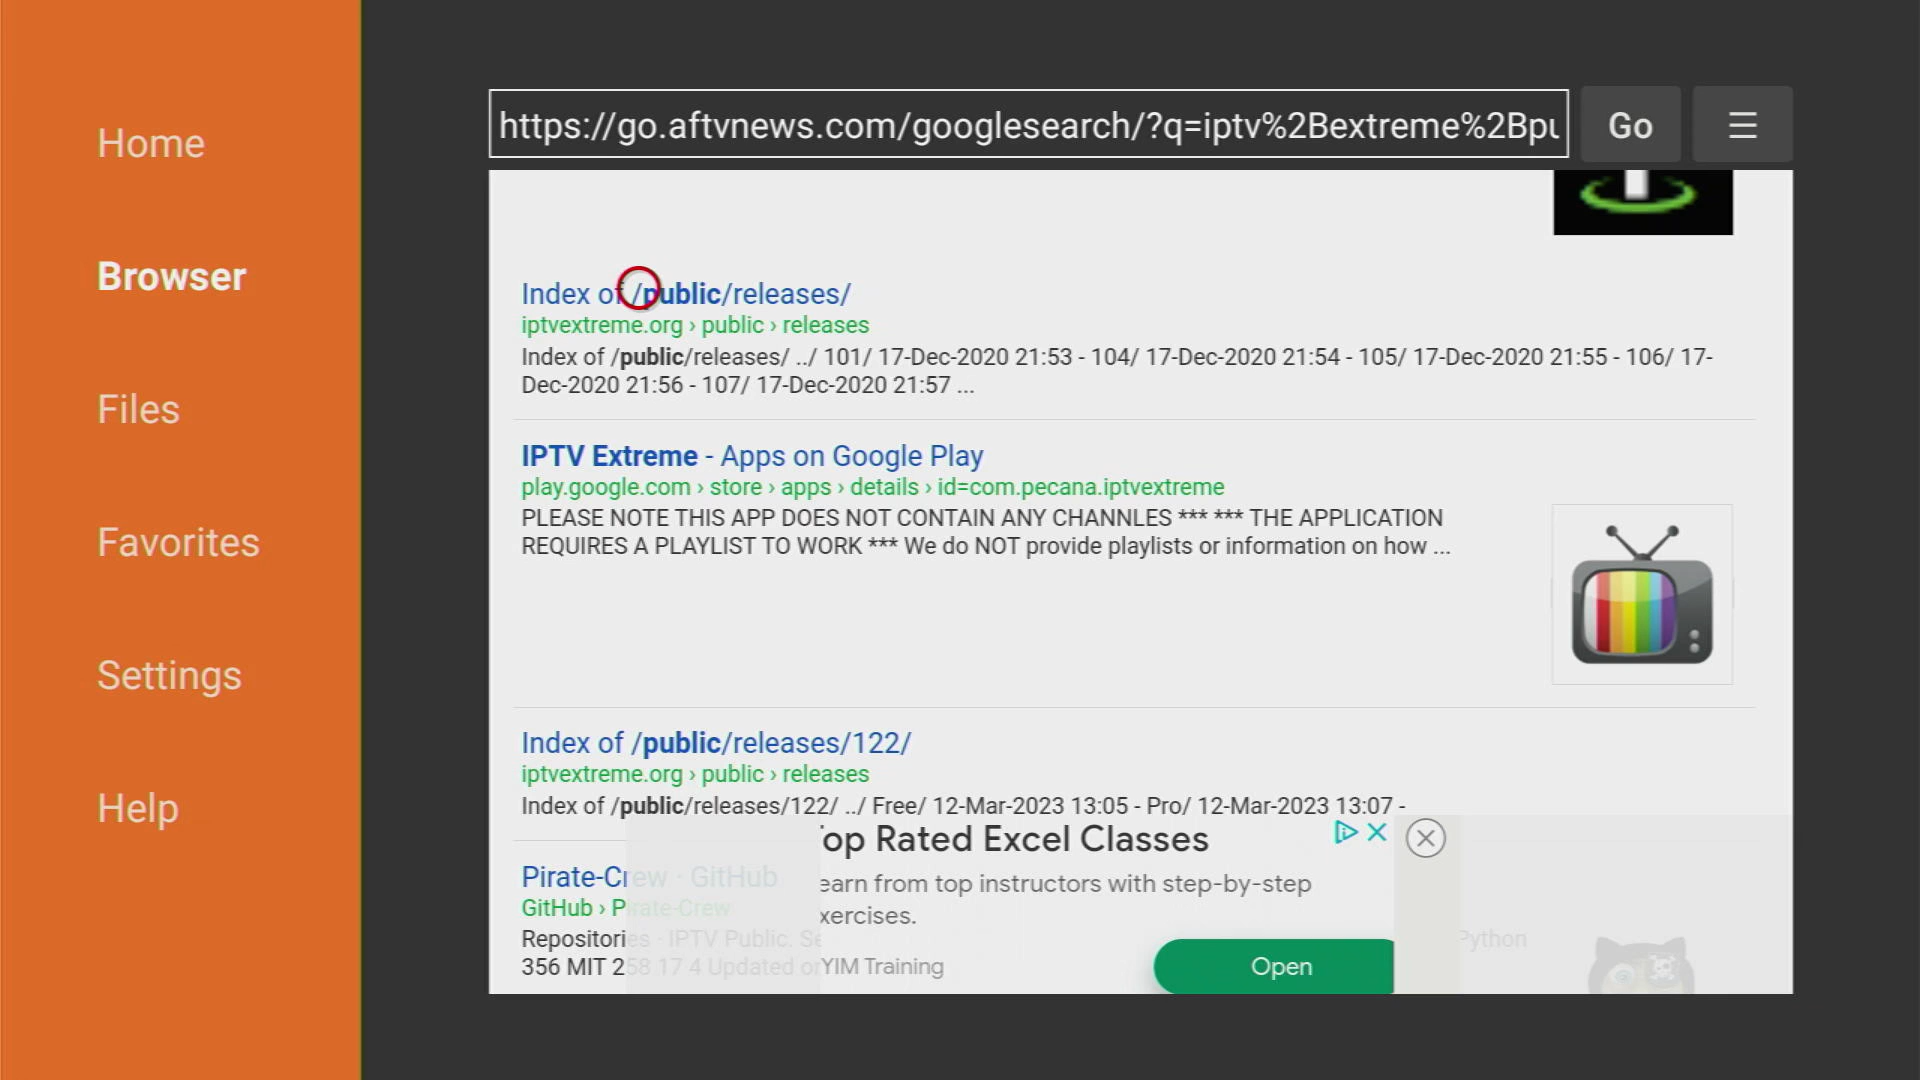 Home
Browser
Files
Favorites
Settings
Help
https://go.aftvnews.com/googlesearch/?q=iptv%2Bextreme%2Bpu
Go
Index of /public/releases/
iptvextreme.org › public › releases
Index of /public/releases/ ../ 101/ 17-Dec-2020 21:53 - 104/ 17-Dec-2020 21:54 - 105/ 17-Dec-2020 21:55 - 106/ 17-
Dec-2020 21:56 - 107/ 17-Dec-2020 21:57 ...
IPTV Extreme - Apps on Google Play
play.google.com › store › apps › details › id=com.pecana.iptvextreme
PLEASE NOTE THIS APP DOES NOT CONTAIN ANY CHANNLES *** *** THE APPLICATION
REQUIRES A PLAYLIST TO WORK *** We do NOT provide playlists or information on how ...
Index of /public/releases/122/
iptvextreme.org › public › releases
Index of /public/releases/122/ ../ Free/ 12-Mar-2023 13:05 - Pro/ 12-Mar-2023 13:07 -
op Rated Excel Classes
earn from top instructors with step-by-step
xercises.
YIM Training
Open
Pirate-Crew · GitHub
GitHub › Pirate-Crew
Repositories · IPTV Public. Se
Python
356 MIT 258 17 4 Updated on